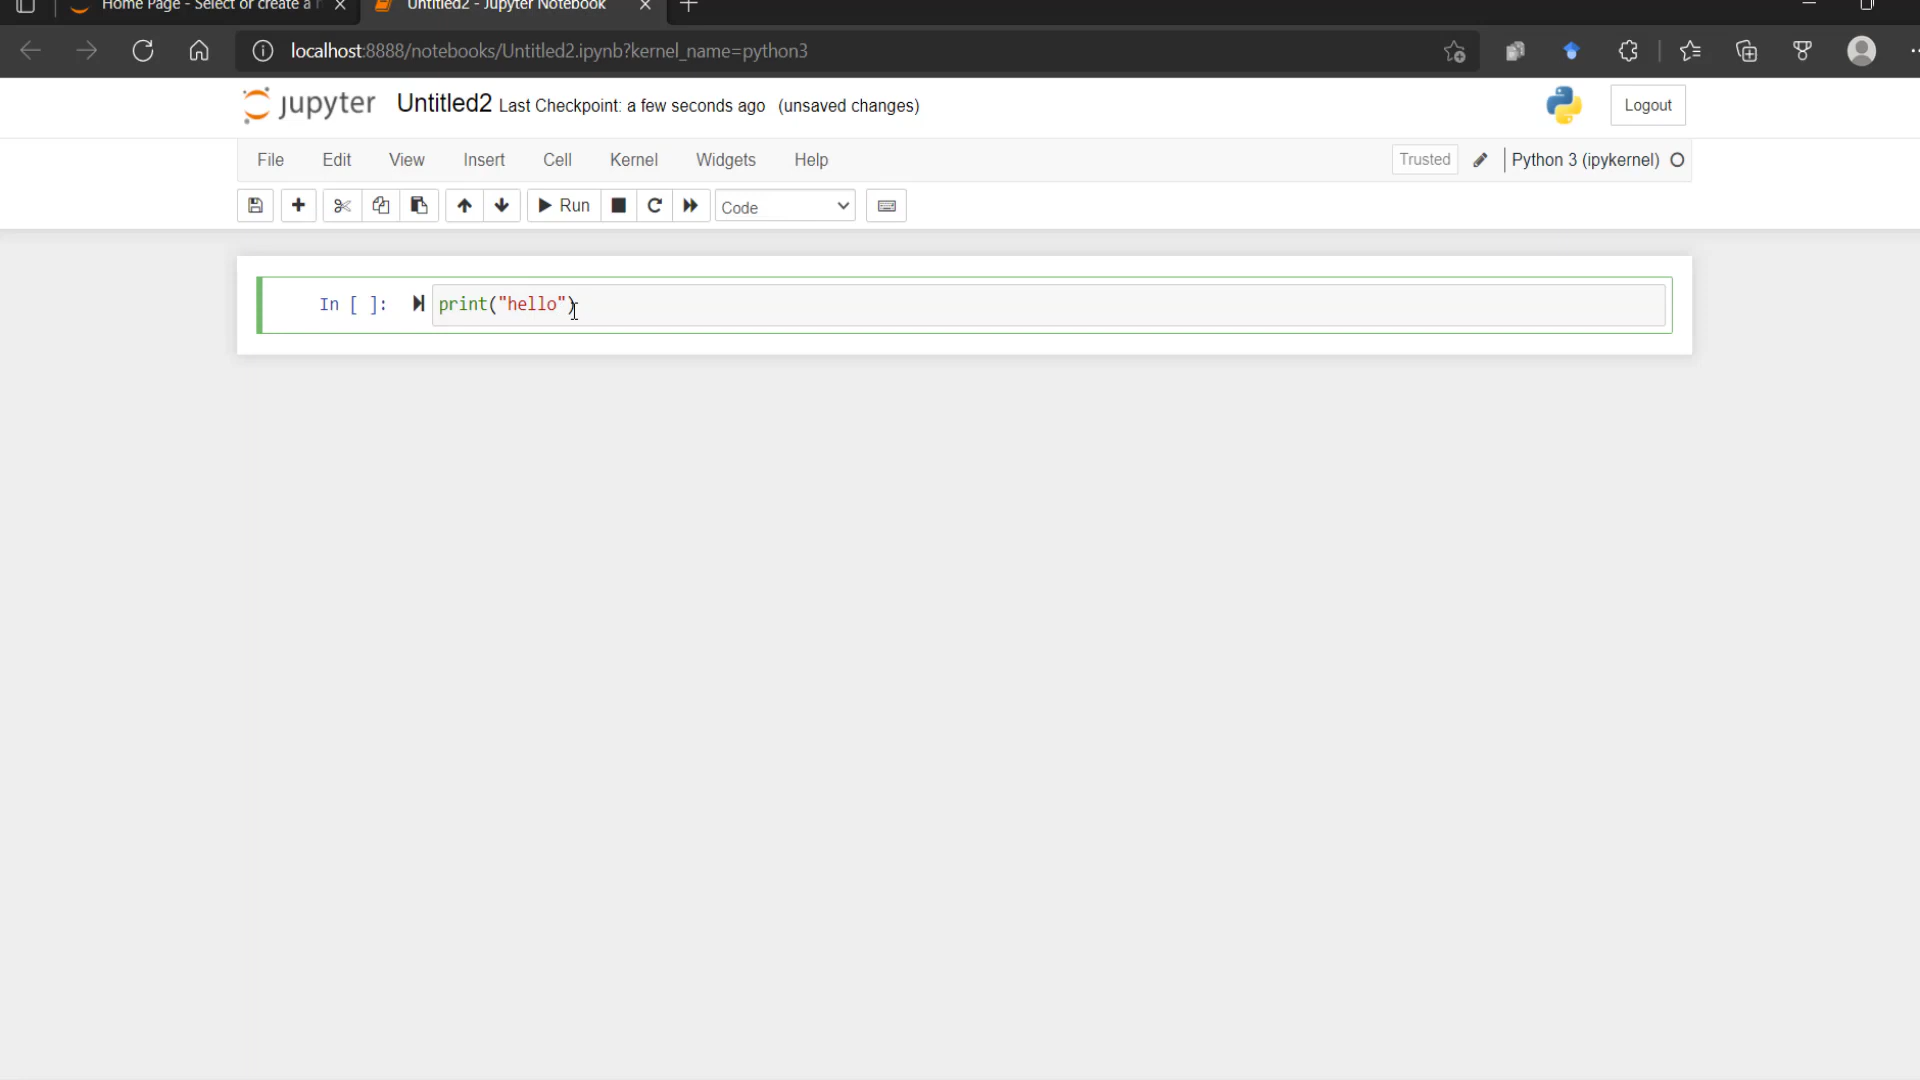 Home Page - Select or create a
Untitled2 - Jupyter Notebook
localhost:8888/notebooks/Untitled2.ipynb?kernel_name=python3
jupyter Untitled2 Last Checkpoint: a few seconds ago (unsaved changes)
Logout
File Edit View Insert Cell Kernel Widgets Help
Trusted Python 3 (ipykernel)
Run Code
In [ ]: print("hello")